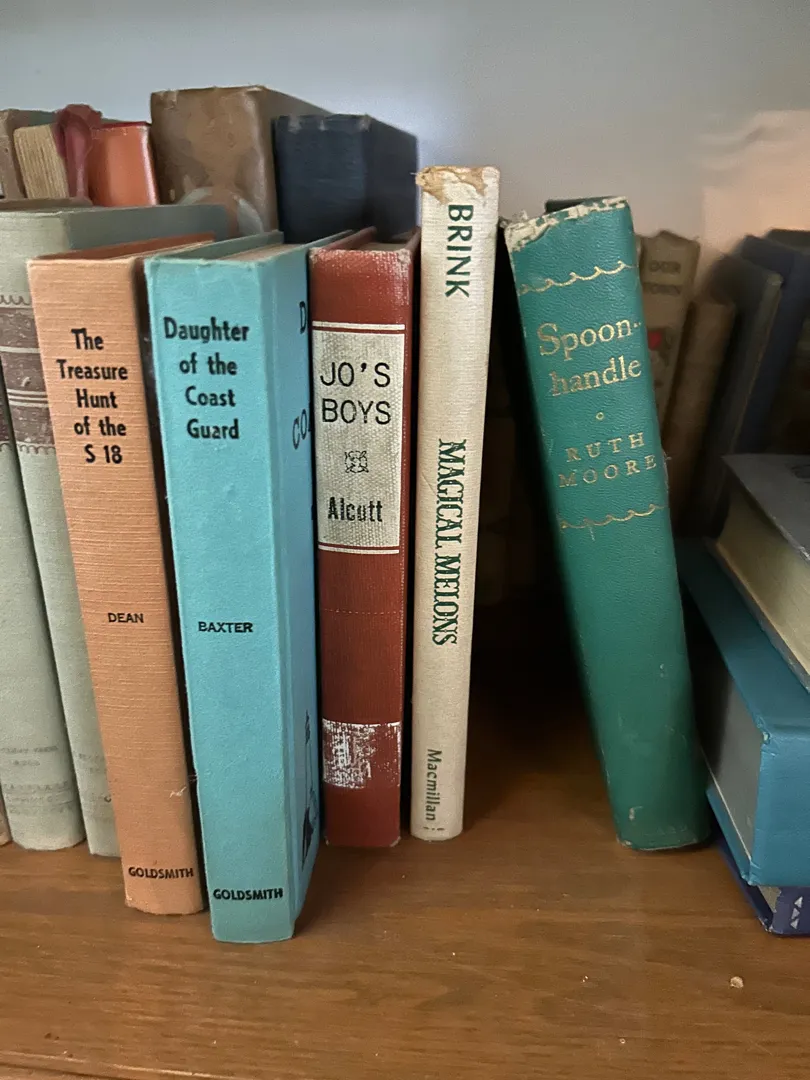 The
Treasure
Hunt
of the
S 18
DEAN
GOLDSMITH
Daughter
of the
Coast
Guard
BAXTER
GOLDSMITH
JO'S
BOYS
Alcott
BRINK
MAGICAL MELONS
Macmillan
Spoon-
handle
RUTH
MOORE
OUR